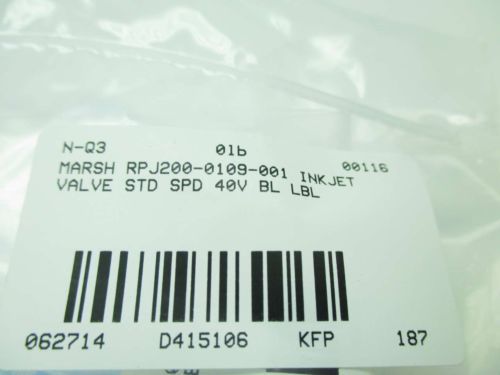 N-Q3 01b
MARSH RPJ200-0109-001 INKJET 00116
VALVE STD SPD 40V BL LBL
062714 D415106 KFP 187